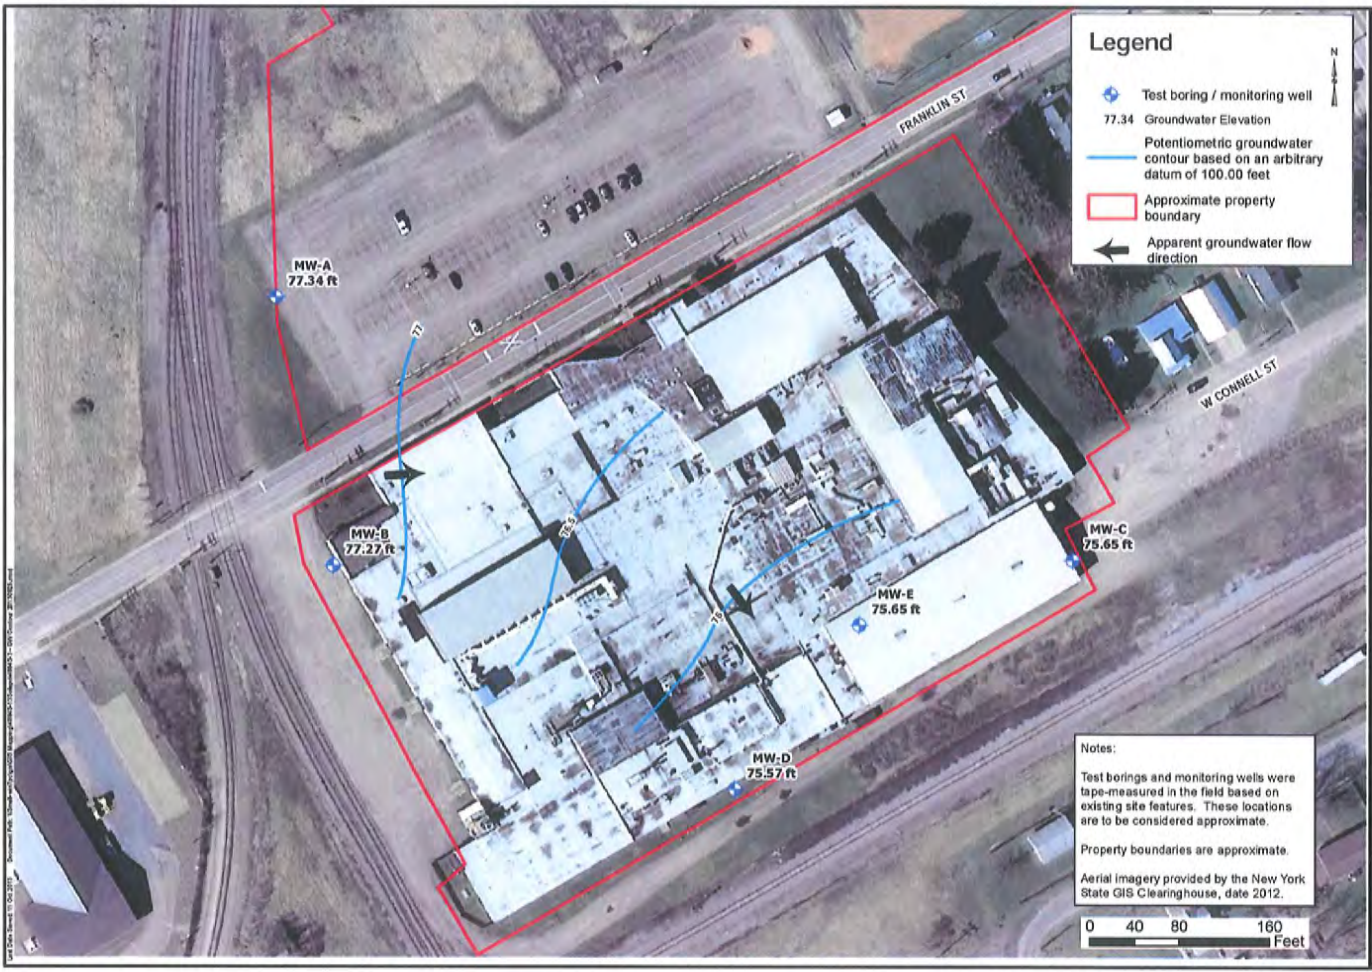 Legend
N
Test boring / monitoring well
77.34 Groundwater Elevation
Potentiometric groundwater
contour based on an arbitrary
datum of 100.00 feet
Approximate property
boundary
Apparent groundwater flow
direction
FRANKLIN ST
MW-A
77.34 ft
77
W CONNELL ST
MW-B
77.27 ft
76.5
MW-C
75.65 ft
MW-E
75.65 ft
76
MW-D
75.57 ft
Notes:
Test borings and monitoring wells were
tape-measured in the field based on
existing site features. These locations
are to be considered approximate.
Property boundaries are approximate.
Aerial imagery provided by the New York
State GIS Clearinghouse, date 2012.
0 40 80 160
Feet